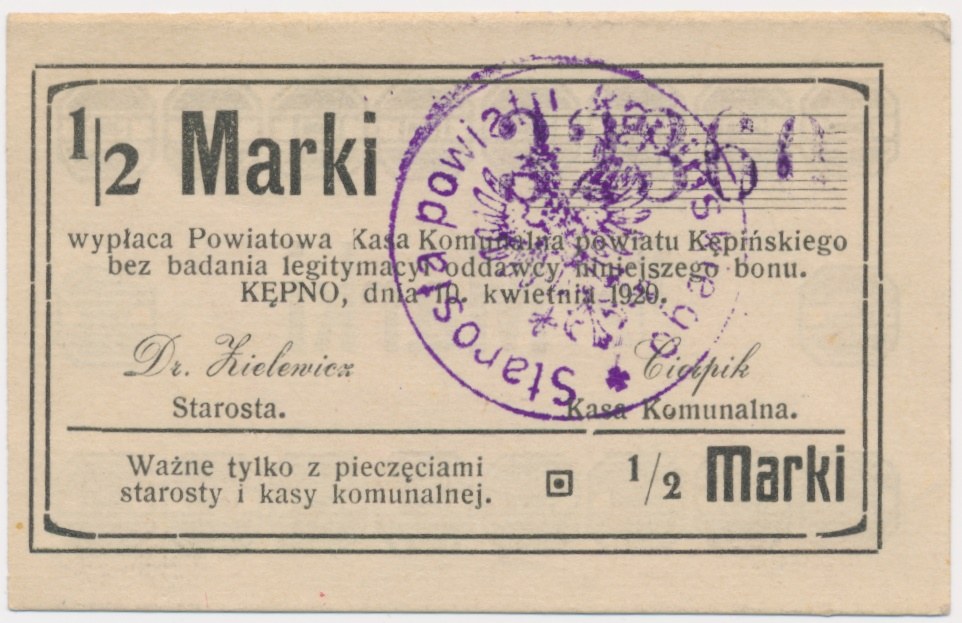 1/2 Marki
wypłaca Powiatowa Kasa Komunalna powiatu Kępińskiego
bez badania legitymacyi oddawcy niniejszego bonu.
KĘPNO, dnia 10. kwietnia 1920.
Dr. Zielewicz
Cierpik
Starosta.
Kasa Komunalna.
Ważne tylko z pieczęciami
starosty i kasy komunalnej.
1/2 Marki
Starosta powiatu